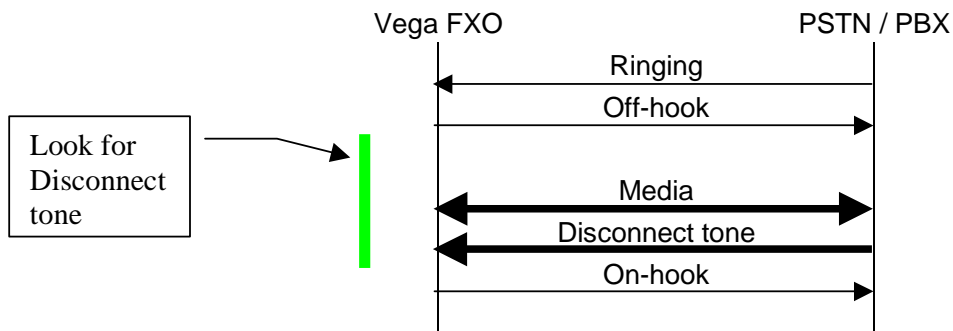 Vega FXO
PSTN / PBX
Ringing
Off-hook
Look for
Disconnect
tone
Media
Disconnect tone
On-hook